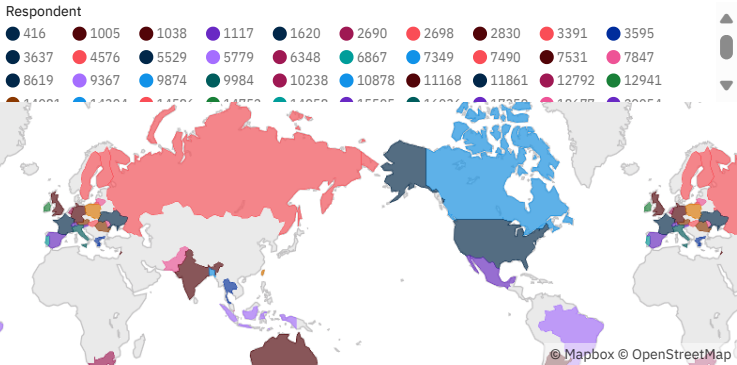 Respondent
416 1005 1038 1117 1620 2690 2698 2830 3391 3595
3637 4576 5529 5779 6348 6867 7349 7490 7531 7847
8619 9367 9874 9984 10238 10878 11168 11861 12792 12941
© Mapbox © OpenStreetMap